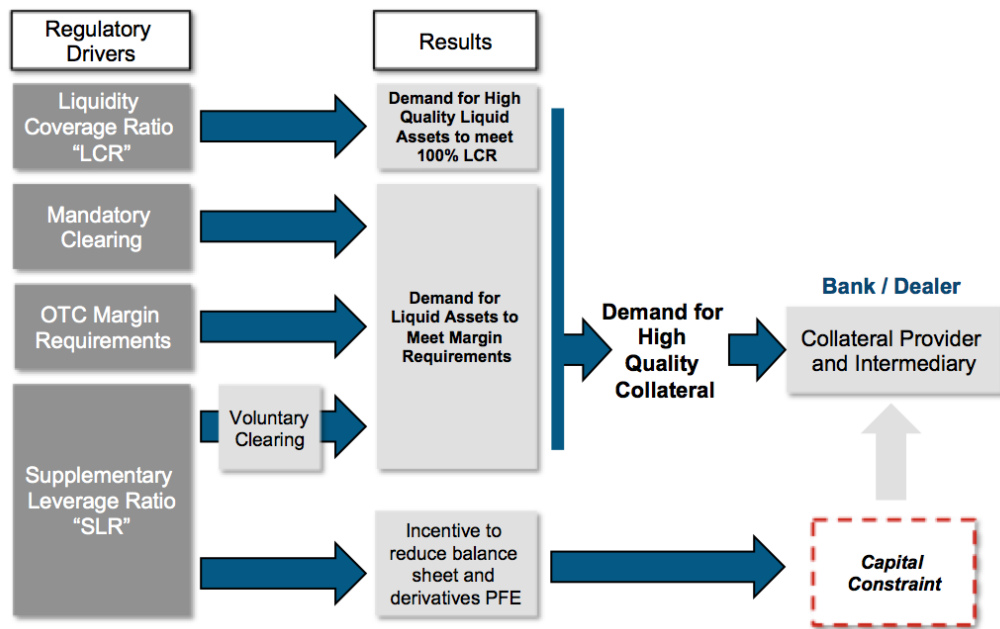 Regulatory
Drivers
Results
Liquidity
Coverage Ratio
“LCR”
Demand for High
Quality Liquid
Assets to meet
100% LCR
Mandatory
Clearing
OTC Margin
Requirements
Demand for
Liquid Assets to
Meet Margin
Requirements
Voluntary
Clearing
Supplementary
Leverage Ratio
“SLR”
Incentive to
reduce balance
sheet and
derivatives PFE
Demand for
High
Quality
Collateral
Bank / Dealer
Collateral Provider
and Intermediary
Capital
Constraint